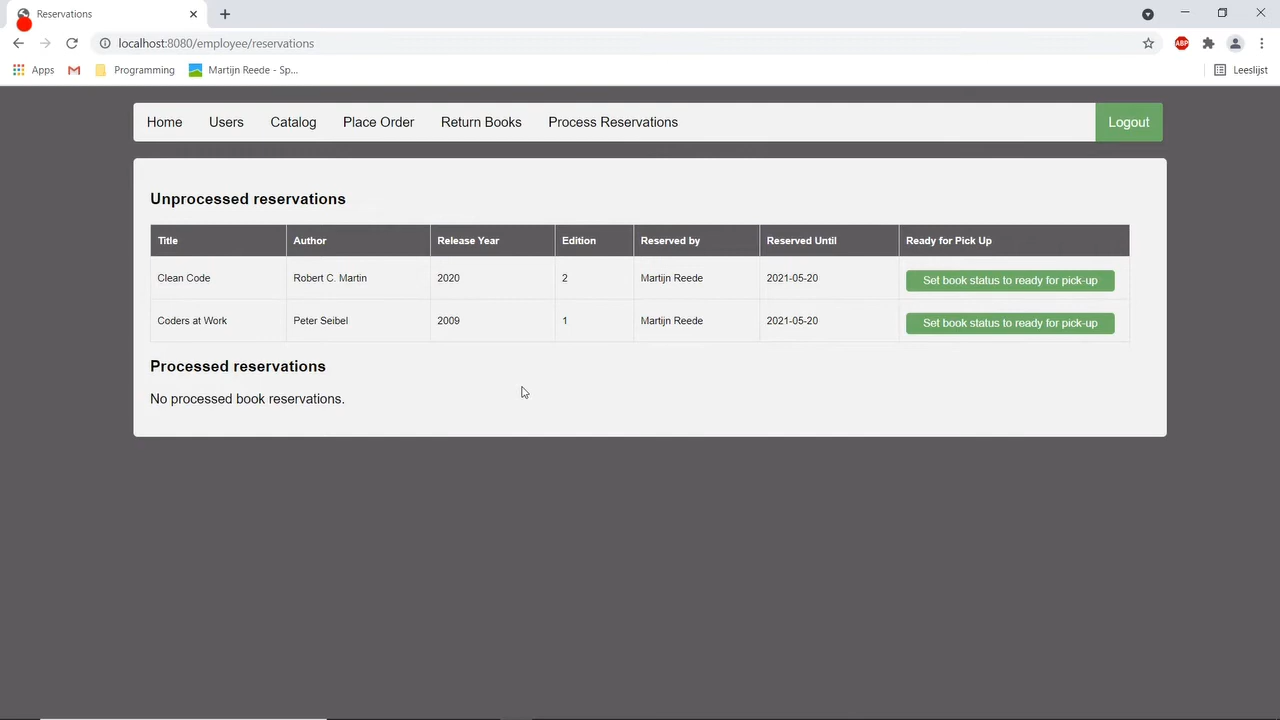 Reservations
localhost:8080/employee/reservations
ABP
Apps
Programming
Martijn Reede - Sp...
Leeslijst
Home Users Catalog Place Order Return Books Process Reservations Logout
Unprocessed reservations
Title Author Release Year Edition Reserved by Reserved Until Ready for Pick Up
Clean Code Robert C. Martin 2020 2 Martijn Reede 2021-05-20 Set book status to ready for pick-up
Coders at Work Peter Seibel 2009 1 Martijn Reede 2021-05-20 Set book status to ready for pick-up
Processed reservations
No processed book reservations.